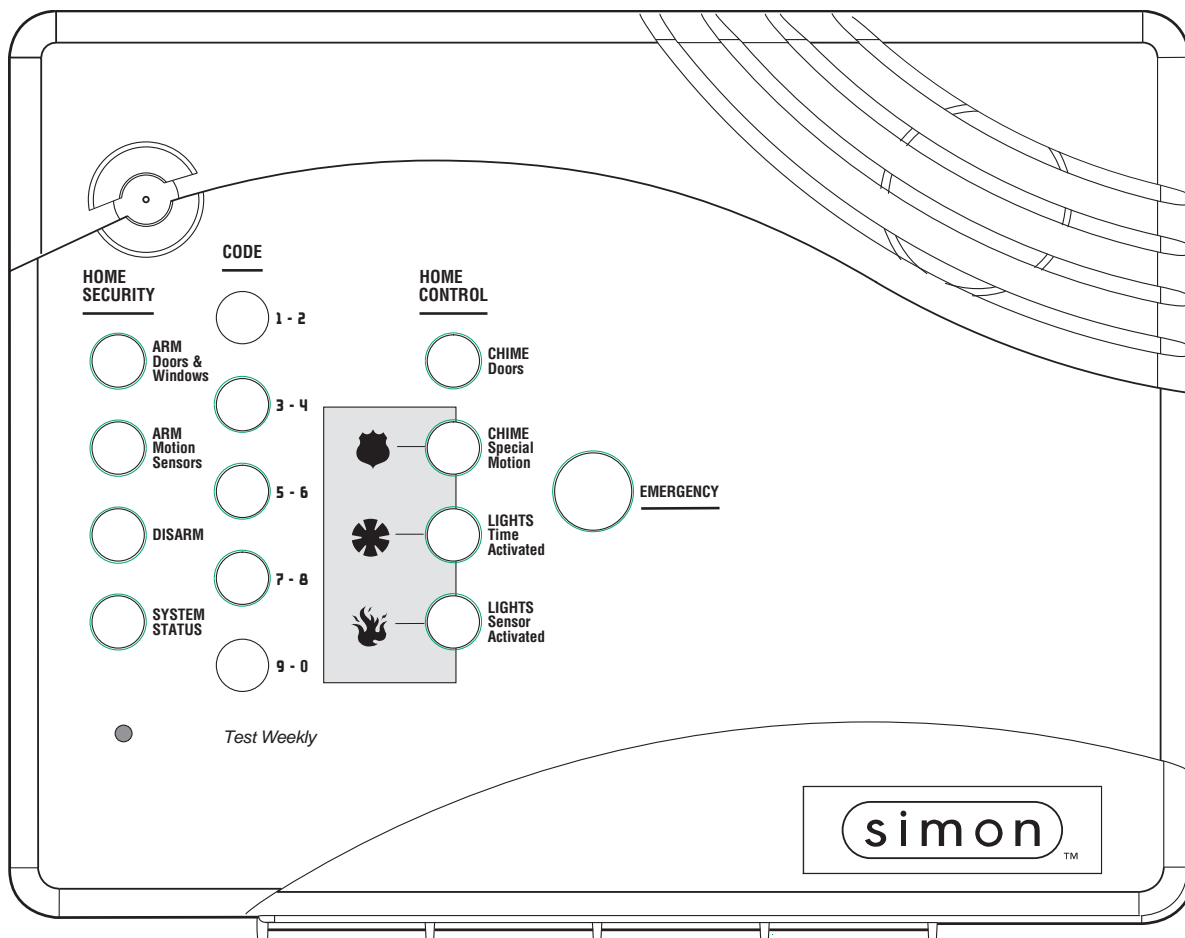 CODE
HOME
SECURITY
HOME
CONTROL
1 - 2
ARM
Doors &
Windows
CHIME
Doors
3 - 4
ARM
Motion
Sensors
CHIME
Special
Motion
5 - 6
EMERGENCY
DISARM
LIGHTS
Time
Activated
7 - 8
SYSTEM
STATUS
LIGHTS
Sensor
Activated
9 - 0
Test Weekly
simon
TM